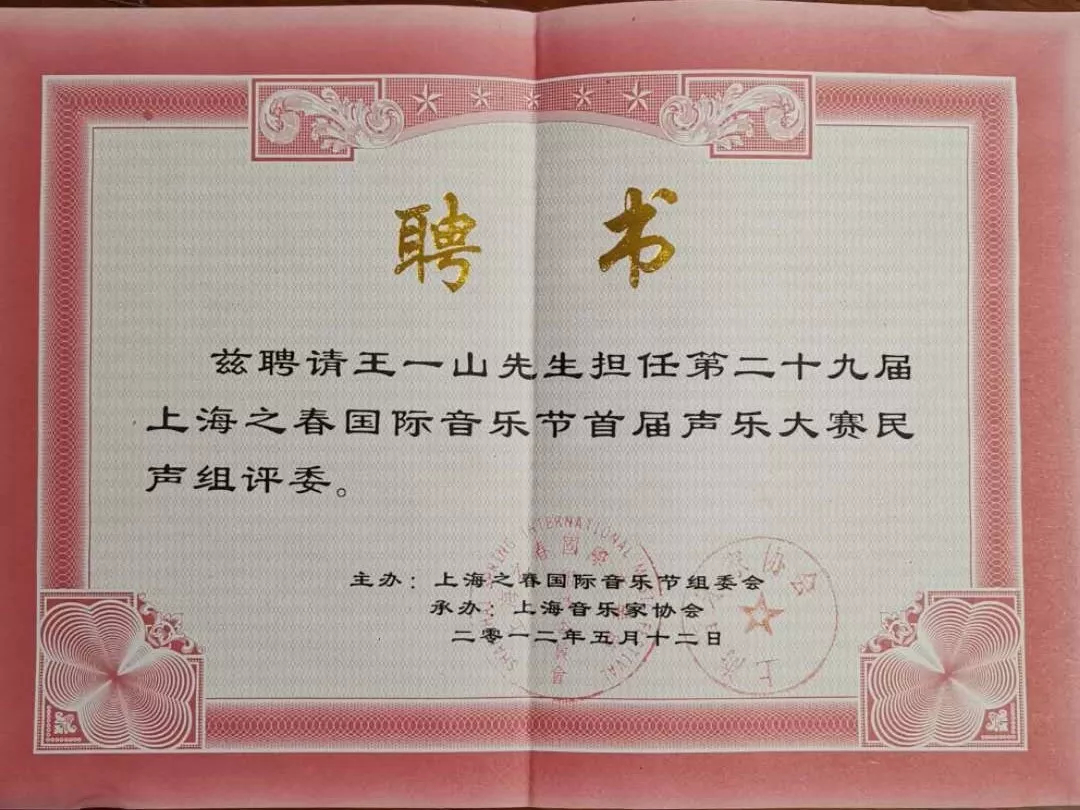 聘书
兹聘请王一山先生担任第二十九届
上海之春国际音乐节首届声乐大赛民
声组评委。
主办：上海之春国际音乐节组委会
承办：上海音乐家协会
二零一二年五月十二日